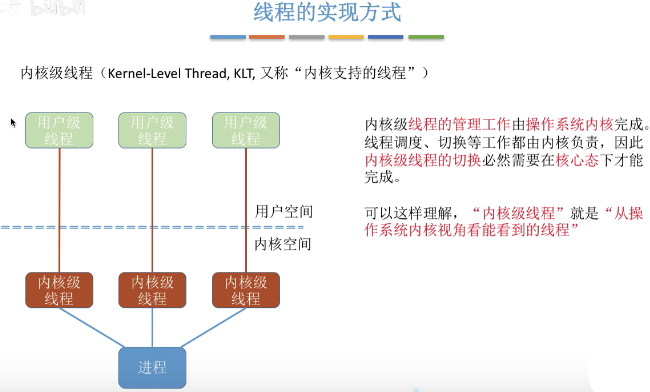 线程的实现方式
内核级线程（Kernel-Level Thread, KLT, 又称“内核支持的线程”）
用户级
线程
用户级
线程
用户级
线程
内核级线程的管理工作由操作系统内核完成。
线程调度、切换等工作都由内核负责，因此
内核级线程的切换必然需要在核心态下才能
完成。
可以这样理解，“内核级线程”就是“从操
作系统内核视角看能看到的线程”
用户空间
内核空间
内核级
线程
内核级
线程
内核级
线程
进程